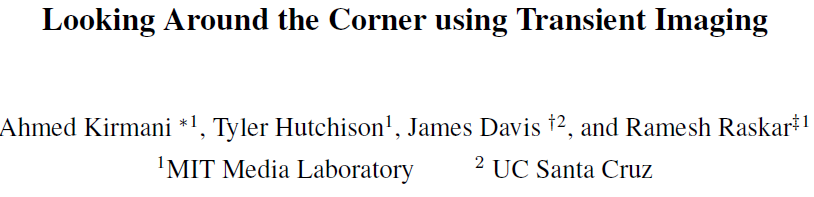 Looking Around the Corner using Transient Imaging
Ahmed Kirmani *1, Tyler Hutchison1, James Davis †2, and Ramesh Raskar‡1
1MIT Media Laboratory 2 UC Santa Cruz